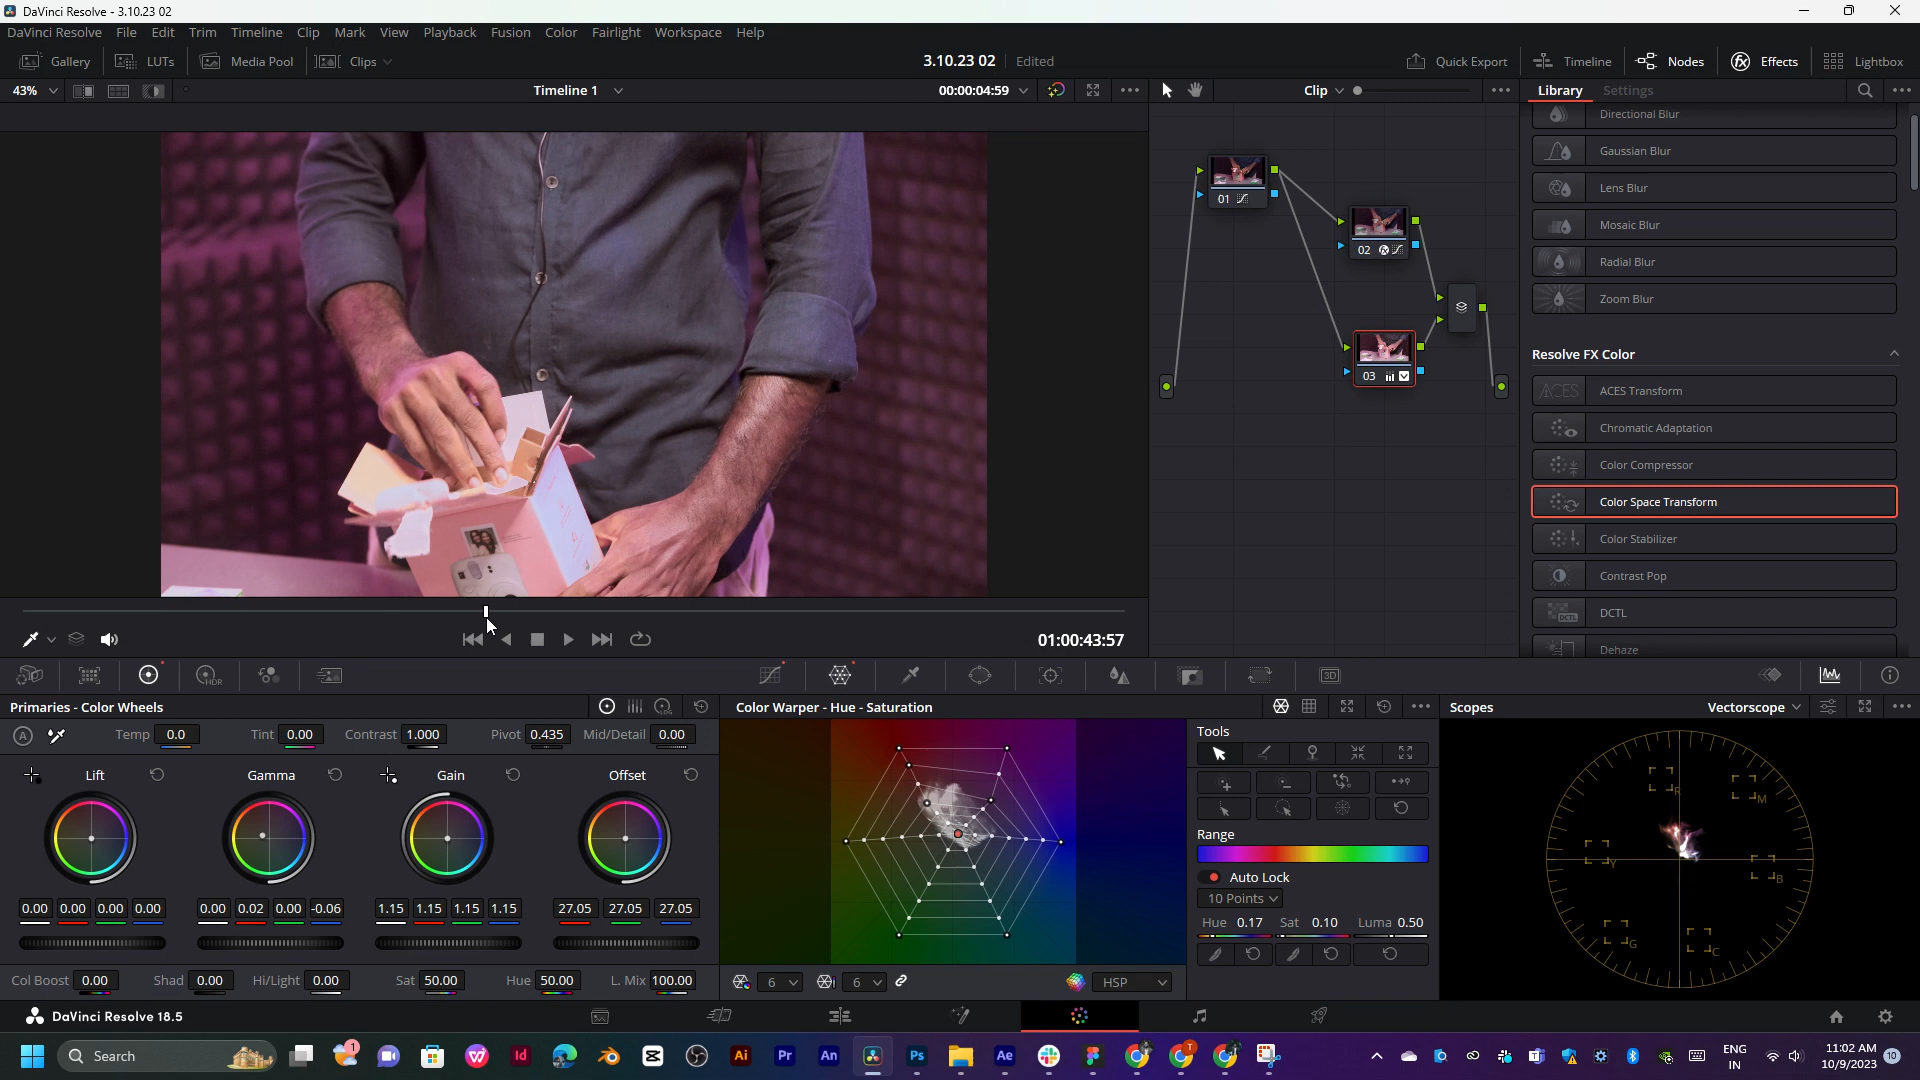 DaVinci Resolve - 3.10.23 02
DaVinci Resolve File Edit Trim Timeline Clip Mark View Playback Fusion Color Fairlight Workspace Help
Gallery LUTs Media Pool Clips 3.10.23 02 Edited Quick Export Timeline Nodes Effects Lightbox
43% Timeline 1 00:00:04:59 Clip Library Settings
Directional Blur
Gaussian Blur
Lens Blur
Mosaic Blur
Radial Blur
Zoom Blur
Resolve FX Color
ACES Transform
Chromatic Adaptation
Color Compressor
Color Space Transform
Color Stabilizer
Contrast Pop
DCTL
Dehaze
01
02
03
01:00:43:57
HDR
3D
Primaries - Color Wheels
Color Warper - Hue - Saturation
Scopes Vectorscope
Temp 0.0 Tint 0.00 Contrast 1.000 Pivot 0.435 Mid/Detail 0.00
Lift Gamma Gain Offset
0.00 0.00 0.00 0.00 0.00 0.02 0.00 -0.06 1.15 1.15 1.15 1.15 27.05 27.05 27.05
Col Boost 0.00 Shad 0.00 Hi/Light 0.00 Sat 50.00 Hue 50.00 L. Mix 100.00
6 6 HSP
Tools
Range
Auto Lock
10 Points
Hue 0.17 Sat 0.10 Luma 0.50
R M B C G Y
DaVinci Resolve 18.5
Search
ENG
IN
11:02 AM
10/9/2023
10